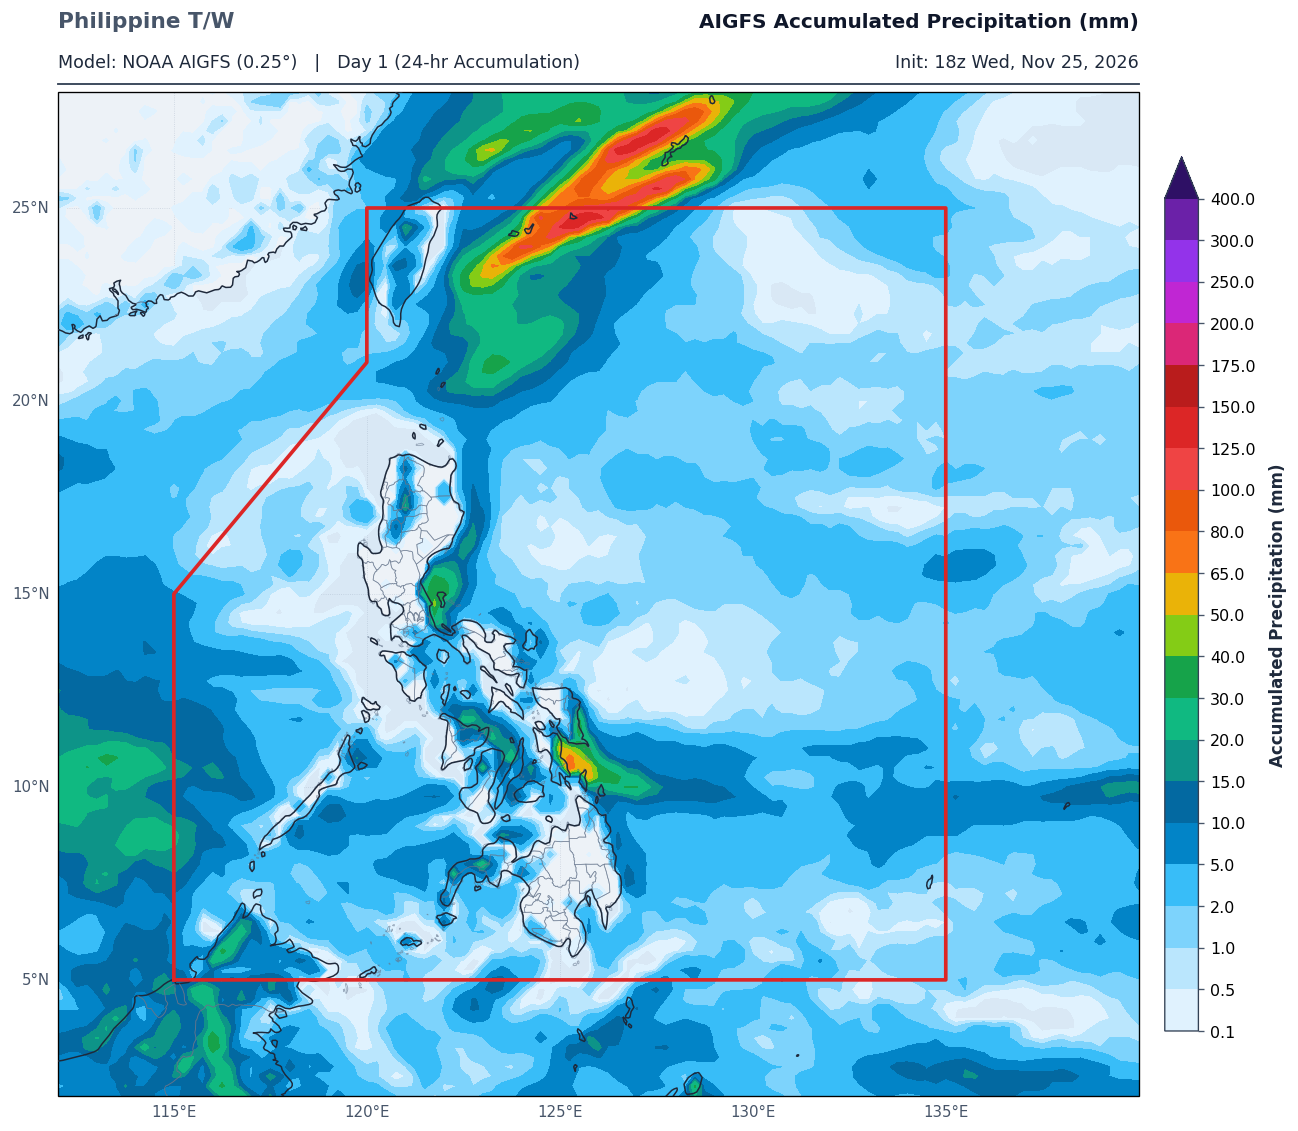 Philippine T/W
AIGFS Accumulated Precipitation (mm)
Model: NOAA AIGFS (0.25°)   |   Day 1 (24-hr Accumulation)
Init: 18z Wed, Nov 25, 2026
25°N
20°N
15°N
10°N
5°N
115°E
120°E
125°E
130°E
135°E
400.0
300.0
250.0
200.0
175.0
150.0
125.0
100.0
80.0
65.0
50.0
40.0
30.0
20.0
15.0
10.0
5.0
2.0
1.0
0.5
0.1
Accumulated Precipitation (mm)